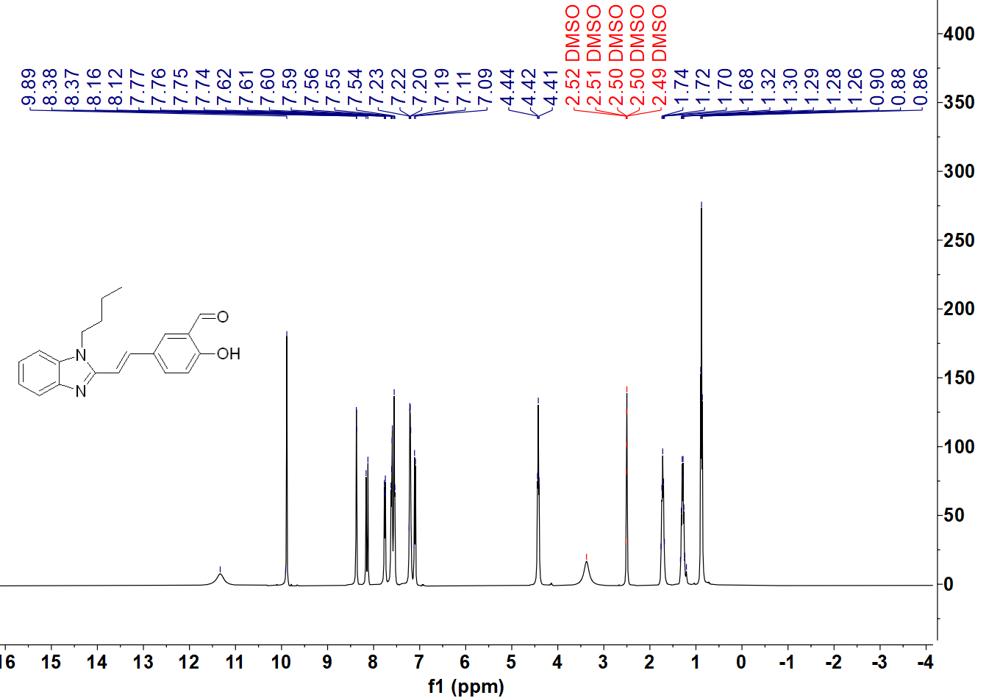 9.89 8.38 8.37 8.16 8.12 7.777 7.76 7.75 7.74 7.62 7.61 7.60 7.59 7.56 7.55 7.54 7.23 7.22 7.20 7.19 7.11 7.09 4.44 4.42 4.41 2.52 DMSO 2.51 DMSO 2.50 DMSO 2.50 DMSO 2.49 DMSO 1.74 1.72 1.70 1.68 1.32 1.30 1.29 1.28 1.26 0.90 0.88 0.86
400
350
300
250
200
150
100
50
0
O
OH
N
N
16 15 14 13 12 11 10 9 8 7 6 5 4 3 2 1 0 -1 -2 -3 -4
f1 (ppm)